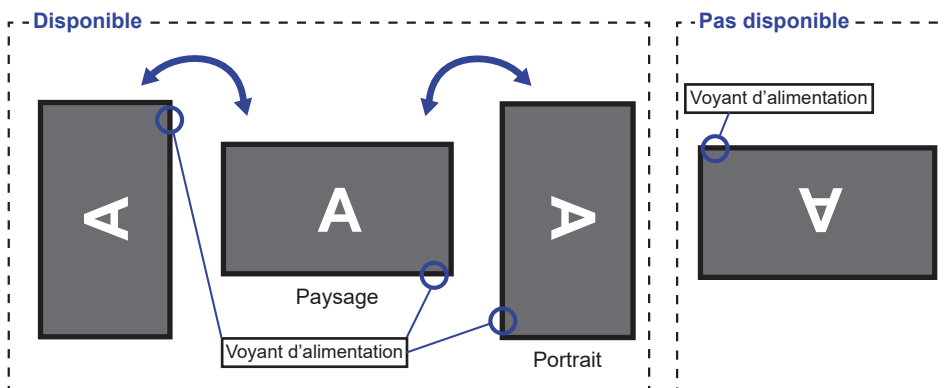 Disponible
Pas disponible
Voyant d’alimentation
A
A
A
A
Paysage
Voyant d’alimentation
Portrait